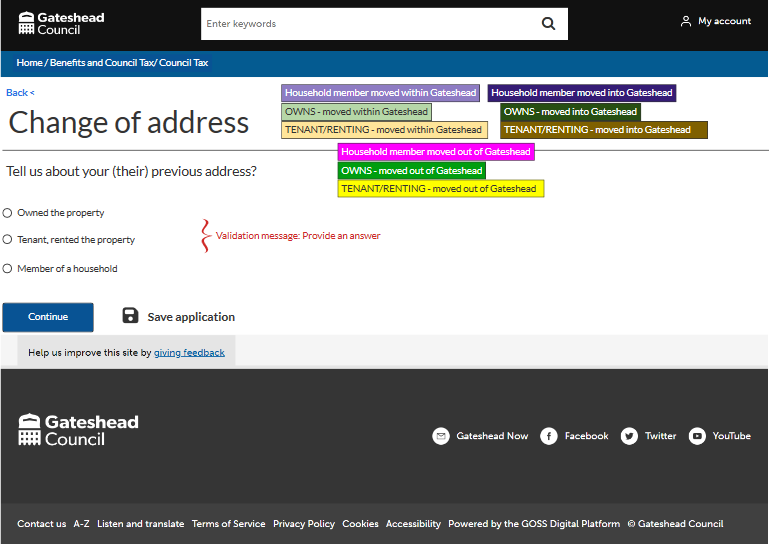 Gateshead
Council
Enter keywords
My account
Home / Benefits and Council Tax/ Council Tax
Back <
Household member moved within Gateshead
Household member moved into Gateshead
OWNS - moved within Gateshead
OWNS - moved into Gateshead
TENANT/RENTING - moved within Gateshead
TENANT/RENTING - moved into Gateshead
Change of address
Household member moved out of Gateshead
OWNS - moved out of Gateshead
TENANT/RENTING - moved out of Gateshead
Tell us about your (their) previous address?
Owned the property
Tenant, rented the property
Validation message: Provide an answer
Member of a household
Continue
Save application
Help us improve this site by giving feedback
Gateshead
Council
Gateshead Now
Facebook
Twitter
YouTube
Contact us A-Z Listen and translate Terms of Service Privacy Policy Cookies Accessibility Powered by the GOSS Digital Platform © Gateshead Council